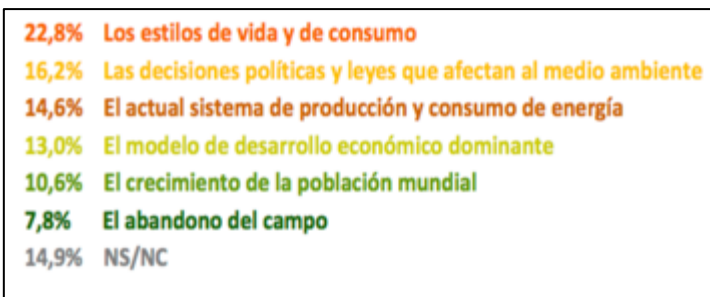 22,8% Los estilos de vida y de consumo
16,2% Las decisiones políticas y leyes que afectan al medio ambiente
14,6% El actual sistema de producción y consumo de energía
13,0% El modelo de desarrollo económico dominante
10,6% El crecimiento de la población mundial
7,8% El abandono del campo
14,9% NS/NC